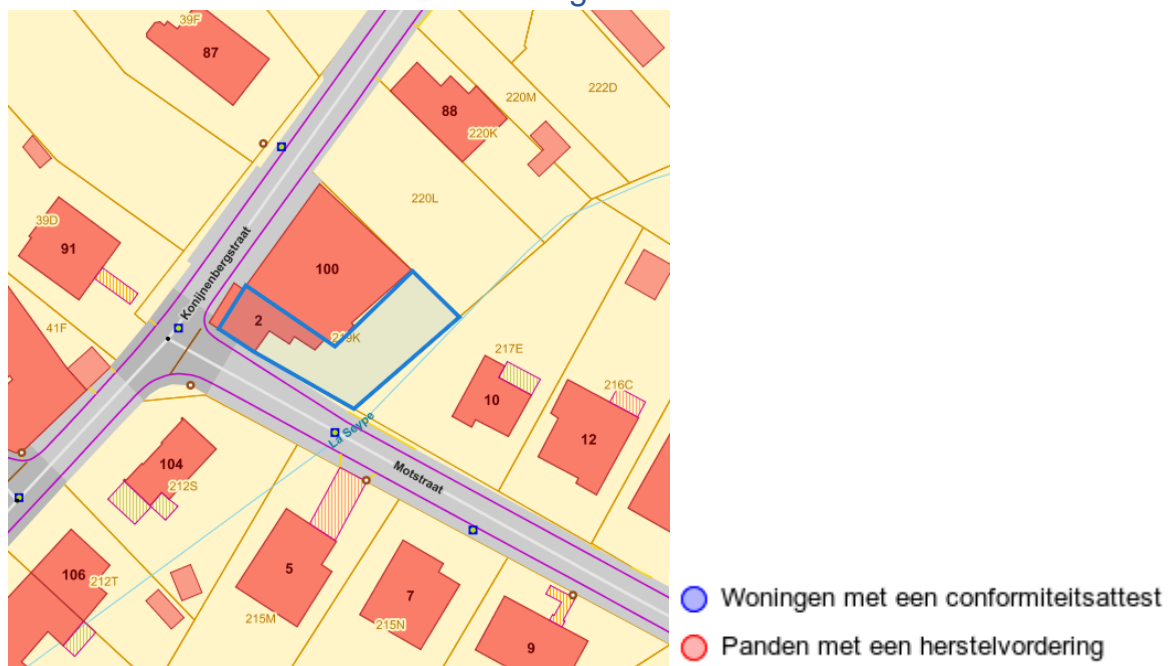 39F
87
88
220M
222D
220K
220L
39D
91
Konijnenbergstraat
100
2
219K
41F
217E
10
216C
12
La Seype
104
212S
Motstraat
106
212T
5
7
215M
215N
9
Woningen met een conformiteitsattest
Panden met een herstelvordering